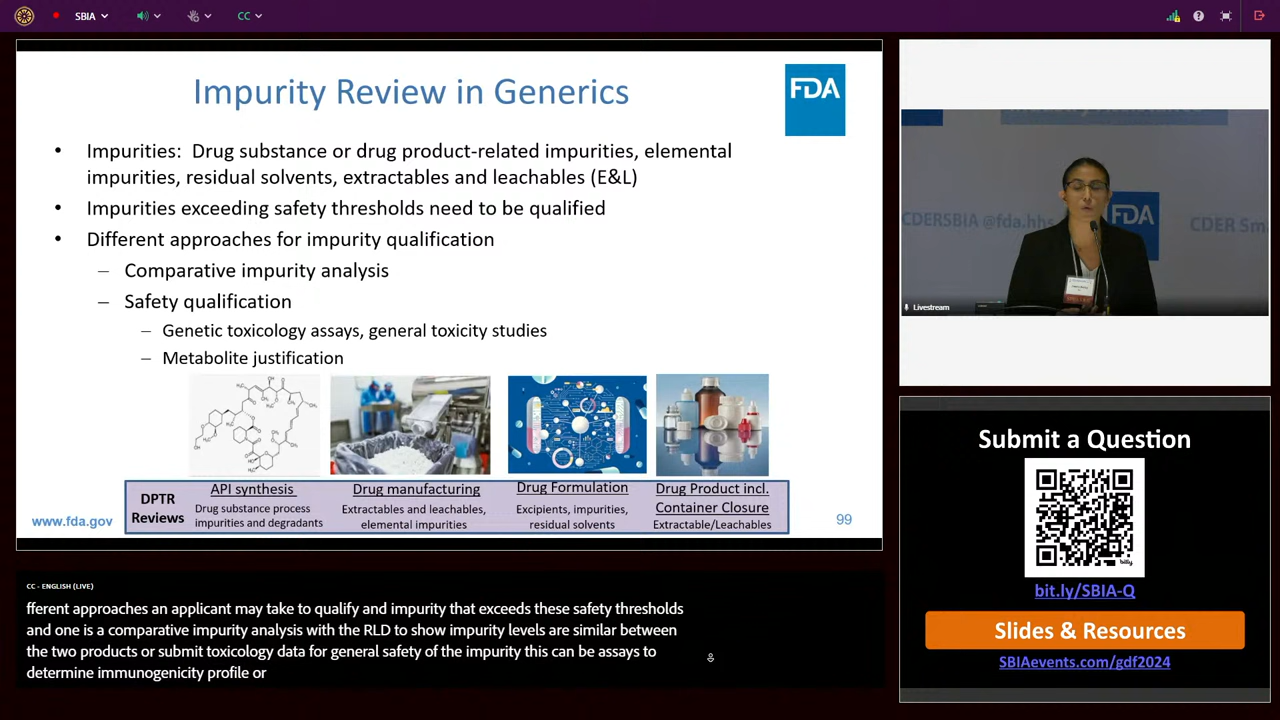 SBIA
CC
Impurity Review in Generics
FDA
• Impurities: Drug substance or drug product-related impurities, elemental
impurities, residual solvents, extractables and leachables (E&L)
• Impurities exceeding safety thresholds need to be qualified
• Different approaches for impurity qualification
– Comparative impurity analysis
– Safety qualification
– Genetic toxicology assays, general toxicity studies
– Metabolite justification
DPTR
Reviews
API synthesis
Drug substance process
impurities and degradants
Drug manufacturing
Extractables and leachables,
elemental impurities
Drug Formulation
Excipients, impurities,
residual solvents
Drug Product incl.
Container Closure
Extractable/Leachables
www.fda.gov
99
CDERSBIA @fda.hhs
FDA
CDER Sm
Livestream
Submit a Question
bitly
bit.ly/SBIA-Q
Slides & Resources
SBIAevents.com/gdf2024
CC - ENGLISH (LIVE)
fferent approaches an applicant may take to qualify and impurity that exceeds these safety thresholds
and one is a comparative impurity analysis with the RLD to show impurity levels are similar between
the two products or submit toxicology data for general safety of the impurity this can be assays to
determine immunogenicity profile or